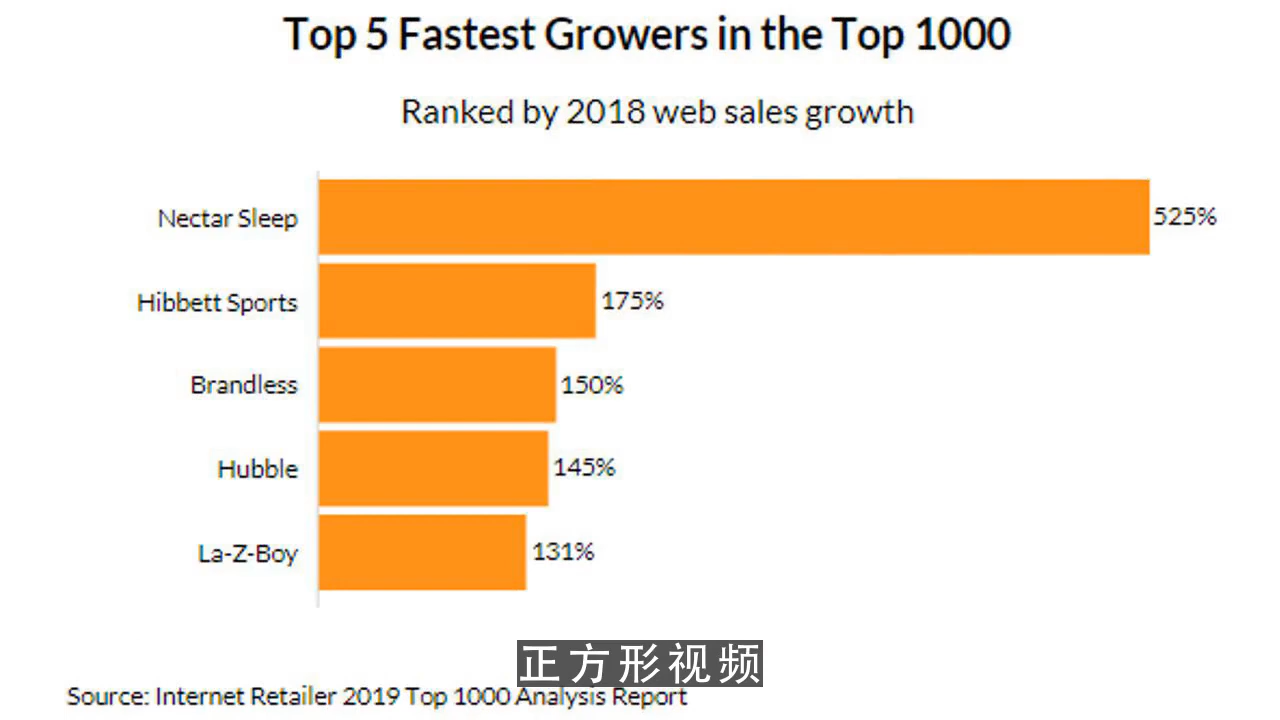 Top 5 Fastest Growers in the Top 1000
Ranked by 2018 web sales growth
Nectar Sleep 525%
Hibbett Sports 175%
Brandless 150%
Hubble 145%
La-Z-Boy 131%
正方形视频
Source: Internet Retailer 2019 Top 1000 Analysis Report